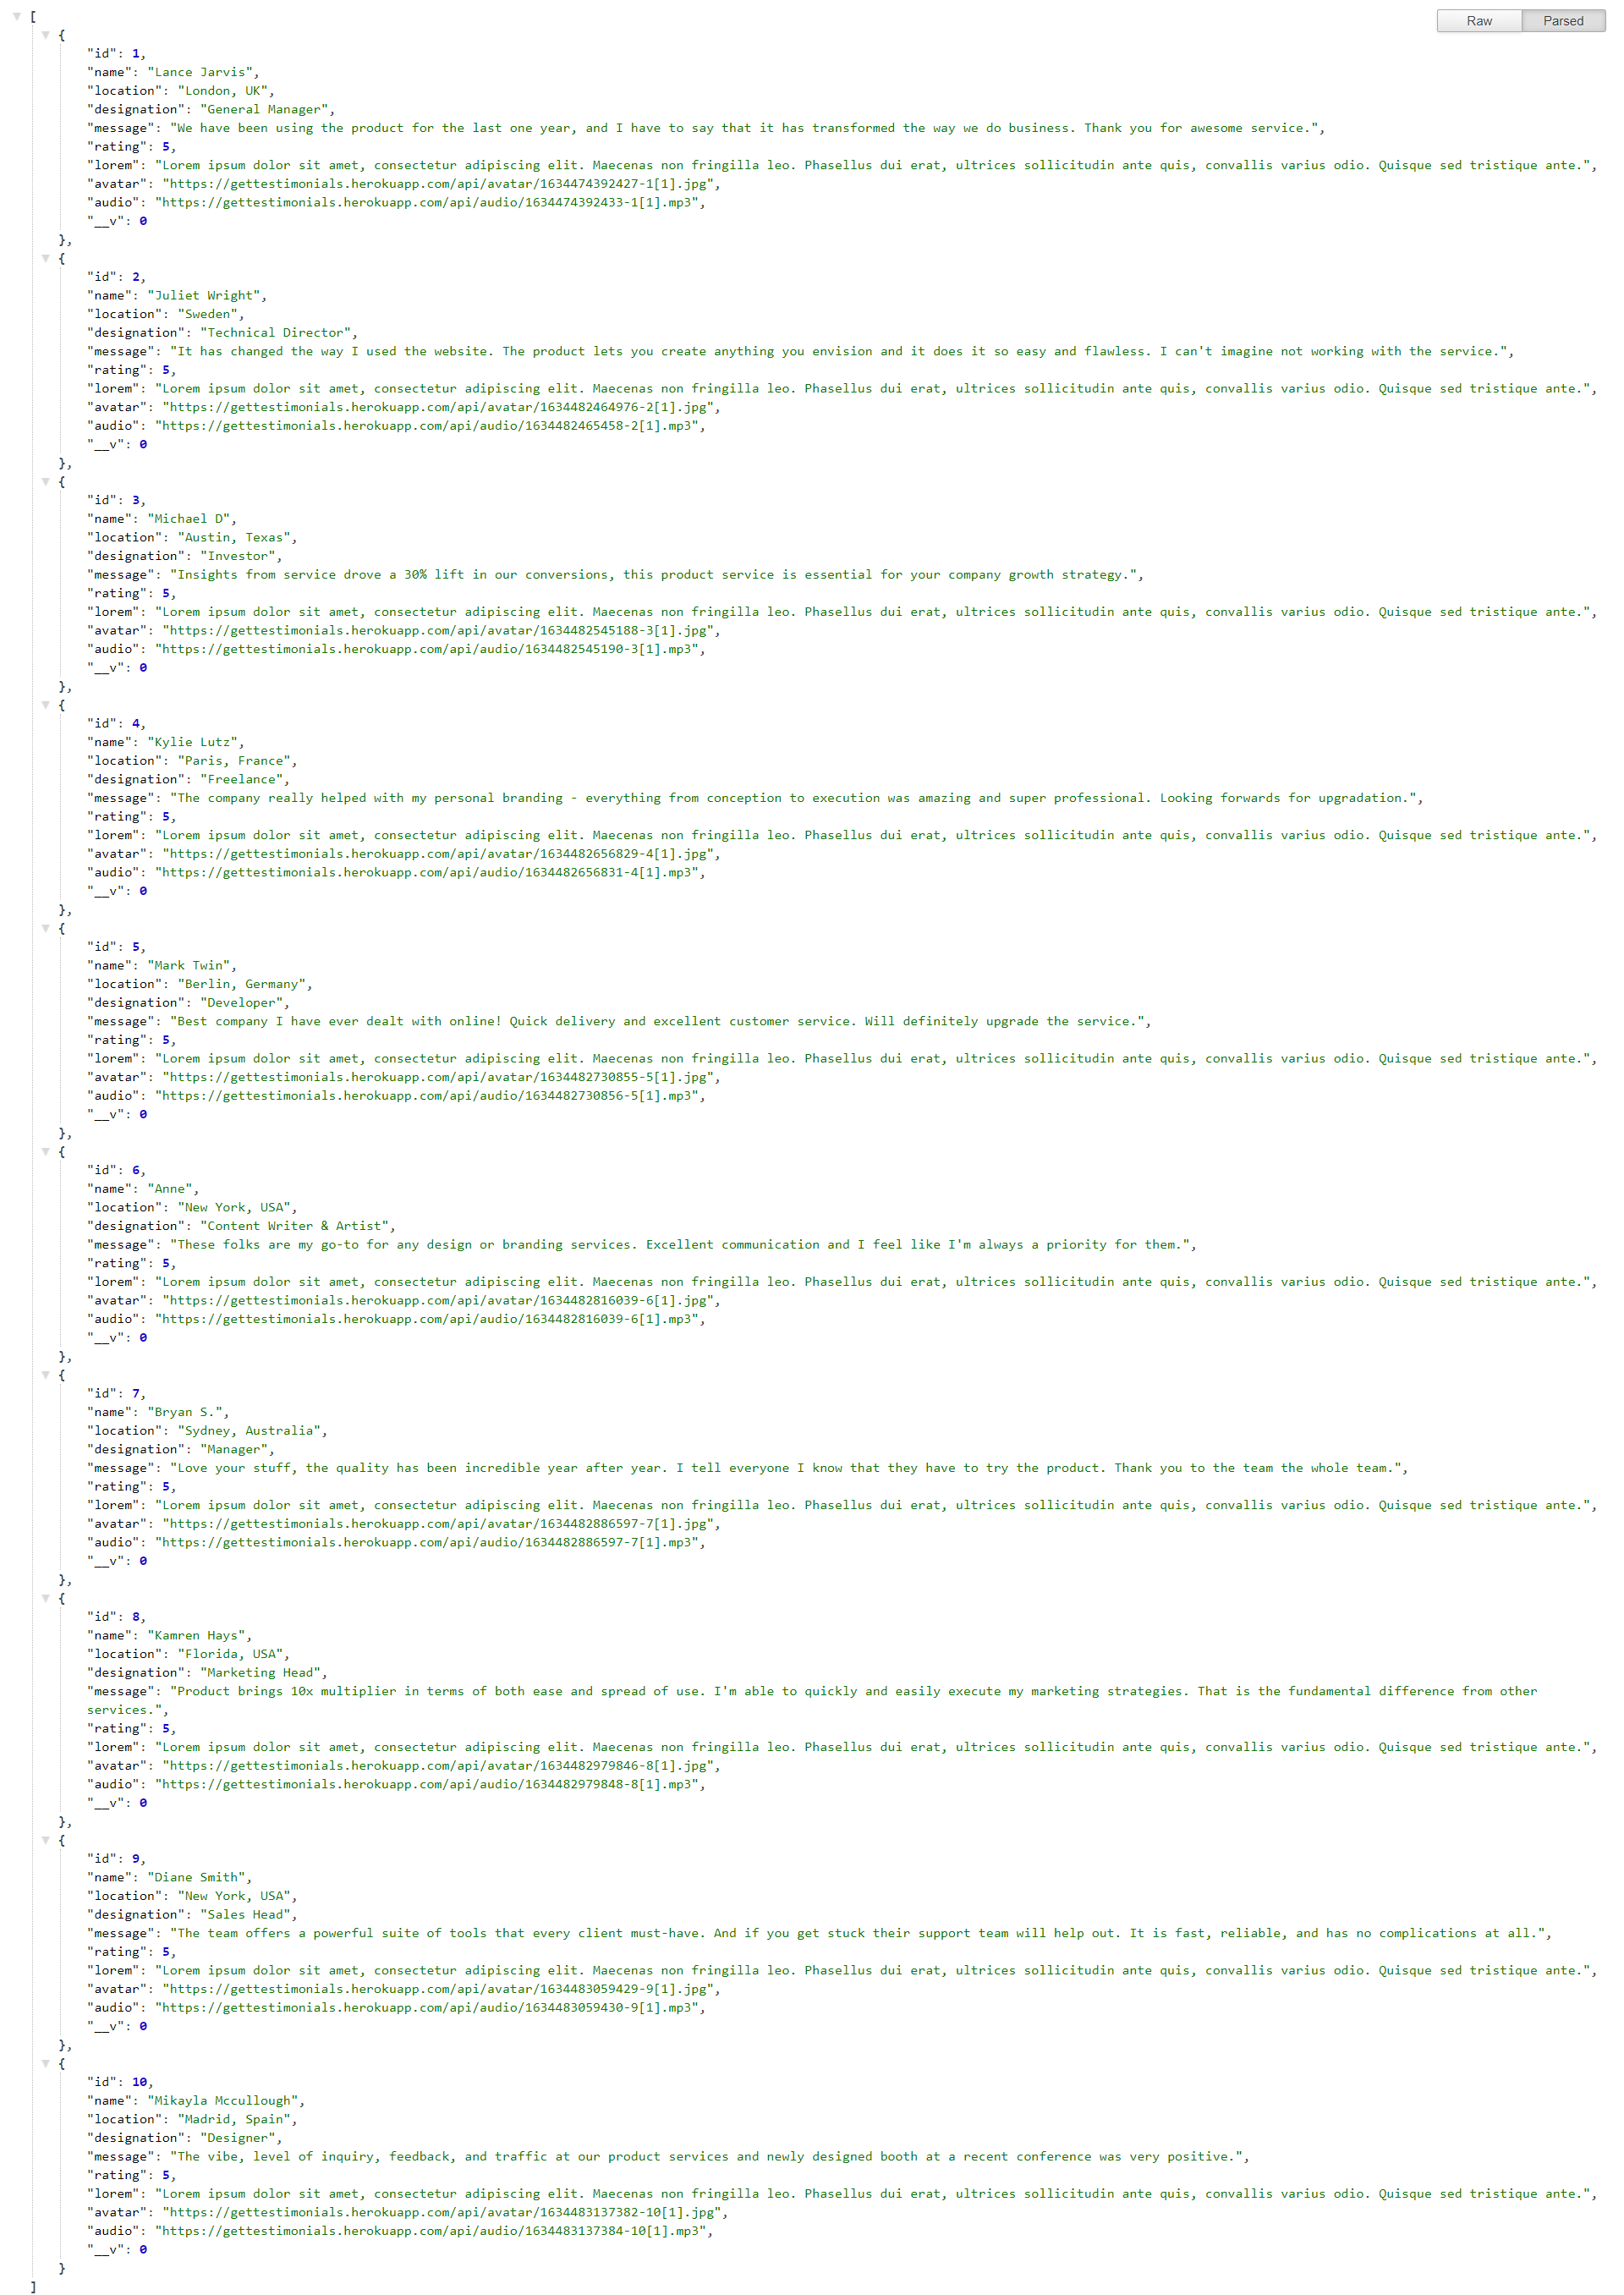 [
Raw Parsed
{
"id": 1,
"name": "Lance Jarvis",
"location": "London, UK",
"designation": "General Manager",
"message": "We have been using the product for the last one year, and I have to say that it has transformed the way we do business. Thank you for awesome service.",
"rating": 5,
"lorem": "Lorem ipsum dolor sit amet, consectetur adipiscing elit. Maecenas non fringilla leo. Phasellus dui erat, ultrices sollicitudin ante quis, convallis varius odio. Quisque sed tristique ante.",
"avatar": "https://gettestimonials.herokuapp.com/api/avatar/1634474392427-1[1].jpg",
"audio": "https://gettestimonials.herokuapp.com/api/audio/1634474392433-1[1].mp3",
"__v": 0
},
{
"id": 2,
"name": "Juliet Wright",
"location": "Sweden",
"designation": "Technical Director",
"message": "It has changed the way I used the website. The product lets you create anything you envision and it does it so easy and flawless. I can't imagine not working with the service.",
"rating": 5,
"lorem": "Lorem ipsum dolor sit amet, consectetur adipiscing elit. Maecenas non fringilla leo. Phasellus dui erat, ultrices sollicitudin ante quis, convallis varius odio. Quisque sed tristique ante.",
"avatar": "https://gettestimonials.herokuapp.com/api/avatar/1634482464976-2[1].jpg",
"audio": "https://gettestimonials.herokuapp.com/api/audio/1634482465458-2[1].mp3",
"__v": 0
},
{
"id": 3,
"name": "Michael D",
"location": "Austin, Texas",
"designation": "Investor",
"message": "Insights from service drove a 30% lift in our conversions, this product service is essential for your company growth strategy.",
"rating": 5,
"lorem": "Lorem ipsum dolor sit amet, consectetur adipiscing elit. Maecenas non fringilla leo. Phasellus dui erat, ultrices sollicitudin ante quis, convallis varius odio. Quisque sed tristique ante.",
"avatar": "https://gettestimonials.herokuapp.com/api/avatar/1634482545188-3[1].jpg",
"audio": "https://gettestimonials.herokuapp.com/api/audio/1634482545190-3[1].mp3",
"__v": 0
},
{
"id": 4,
"name": "Kylie Lutz",
"location": "Paris, France",
"designation": "Freelance",
"message": "The company really helped with my personal branding - everything from conception to execution was amazing and super professional. Looking forwards for upgradation.",
"rating": 5,
"lorem": "Lorem ipsum dolor sit amet, consectetur adipiscing elit. Maecenas non fringilla leo. Phasellus dui erat, ultrices sollicitudin ante quis, convallis varius odio. Quisque sed tristique ante.",
"avatar": "https://gettestimonials.herokuapp.com/api/avatar/1634482656829-4[1].jpg",
"audio": "https://gettestimonials.herokuapp.com/api/audio/1634482656831-4[1].mp3",
"__v": 0
},
{
"id": 5,
"name": "Mark Twin",
"location": "Berlin, Germany",
"designation": "Developer",
"message": "Best company I have ever dealt with online! Quick delivery and excellent customer service. Will definitely upgrade the service.",
"rating": 5,
"lorem": "Lorem ipsum dolor sit amet, consectetur adipiscing elit. Maecenas non fringilla leo. Phasellus dui erat, ultrices sollicitudin ante quis, convallis varius odio. Quisque sed tristique ante.",
"avatar": "https://gettestimonials.herokuapp.com/api/avatar/1634482730855-5[1].jpg",
"audio": "https://gettestimonials.herokuapp.com/api/audio/1634482730856-5[1].mp3",
"__v": 0
},
{
"id": 6,
"name": "Anne",
"location": "New York, USA",
"designation": "Content Writer & Artist",
"message": "These folks are my go-to for any design or branding services. Excellent communication and I feel like I'm always a priority for them.",
"rating": 5,
"lorem": "Lorem ipsum dolor sit amet, consectetur adipiscing elit. Maecenas non fringilla leo. Phasellus dui erat, ultrices sollicitudin ante quis, convallis varius odio. Quisque sed tristique ante.",
"avatar": "https://gettestimonials.herokuapp.com/api/avatar/1634482816039-6[1].jpg",
"audio": "https://gettestimonials.herokuapp.com/api/audio/1634482816039-6[1].mp3",
"__v": 0
},
{
"id": 7,
"name": "Bryan S.",
"location": "Sydney, Australia",
"designation": "Manager",
"message": "Love your stuff, the quality has been incredible year after year. I tell everyone I know that they have to try the product. Thank you to the team the whole team.",
"rating": 5,
"lorem": "Lorem ipsum dolor sit amet, consectetur adipiscing elit. Maecenas non fringilla leo. Phasellus dui erat, ultrices sollicitudin ante quis, convallis varius odio. Quisque sed tristique ante.",
"avatar": "https://gettestimonials.herokuapp.com/api/avatar/1634482886597-7[1].jpg",
"audio": "https://gettestimonials.herokuapp.com/api/audio/1634482886597-7[1].mp3",
"__v": 0
},
{
"id": 8,
"name": "Kamren Hays",
"location": "Florida, USA",
"designation": "Marketing Head",
"message": "Product brings 10x multiplier in terms of both ease and spread of use. I'm able to quickly and easily execute my marketing strategies. That is the fundamental difference from other
services.",
"rating": 5,
"lorem": "Lorem ipsum dolor sit amet, consectetur adipiscing elit. Maecenas non fringilla leo. Phasellus dui erat, ultrices sollicitudin ante quis, convallis varius odio. Quisque sed tristique ante.",
"avatar": "https://gettestimonials.herokuapp.com/api/avatar/1634482979846-8[1].jpg",
"audio": "https://gettestimonials.herokuapp.com/api/audio/1634482979848-8[1].mp3",
"__v": 0
},
{
"id": 9,
"name": "Diane Smith",
"location": "New York, USA",
"designation": "Sales Head",
"message": "The team offers a powerful suite of tools that every client must-have. And if you get stuck their support team will help out. It is fast, reliable, and has no complications at all.",
"rating": 5,
"lorem": "Lorem ipsum dolor sit amet, consectetur adipiscing elit. Maecenas non fringilla leo. Phasellus dui erat, ultrices sollicitudin ante quis, convallis varius odio. Quisque sed tristique ante.",
"avatar": "https://gettestimonials.herokuapp.com/api/avatar/1634483059429-9[1].jpg",
"audio": "https://gettestimonials.herokuapp.com/api/audio/1634483059430-9[1].mp3",
"__v": 0
},
{
"id": 10,
"name": "Mikayla Mccullough",
"location": "Madrid, Spain",
"designation": "Designer",
"message": "The vibe, level of inquiry, feedback, and traffic at our product services and newly designed booth at a recent conference was very positive.",
"rating": 5,
"lorem": "Lorem ipsum dolor sit amet, consectetur adipiscing elit. Maecenas non fringilla leo. Phasellus dui erat, ultrices sollicitudin ante quis, convallis varius odio. Quisque sed tristique ante.",
"avatar": "https://gettestimonials.herokuapp.com/api/avatar/1634483137382-10[1].jpg",
"audio": "https://gettestimonials.herokuapp.com/api/audio/1634483137384-10[1].mp3",
"__v": 0
}
]